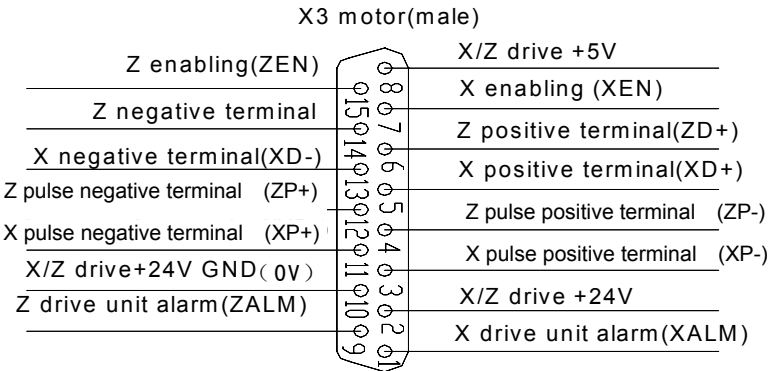 X3 motor(male)
Z enabling(ZEN)
Z negative terminal
X negative terminal(XD-)
Z pulse negative terminal (ZP+)
X pulse negative terminal (XP+)
X/Z drive+24V GND(0V)
Z drive unit alarm(ZALM)
15
14
13
12
11
10
9
8
7
6
5
4
3
2
1
X/Z drive +5V
X enabling (XEN)
Z positive terminal(ZD+)
X positive terminal(XD+)
Z pulse positive terminal (ZP-)
X pulse positive terminal (XP-)
X/Z drive +24V
X drive unit alarm(XALM)